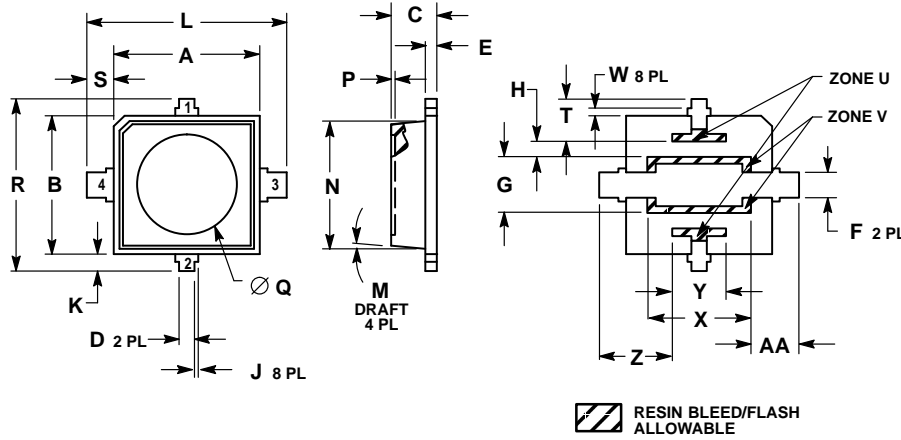 L
A
S
1
R
B
4
3
2
K
Ø Q
D 2 PL
J 8 PL
C
E
P
N
M
DRAFT
4 PL
W 8 PL
H
T
ZONE U
ZONE V
G
F 2 PL
Y
X
Z
AA
RESIN BLEED/FLASH
ALLOWABLE